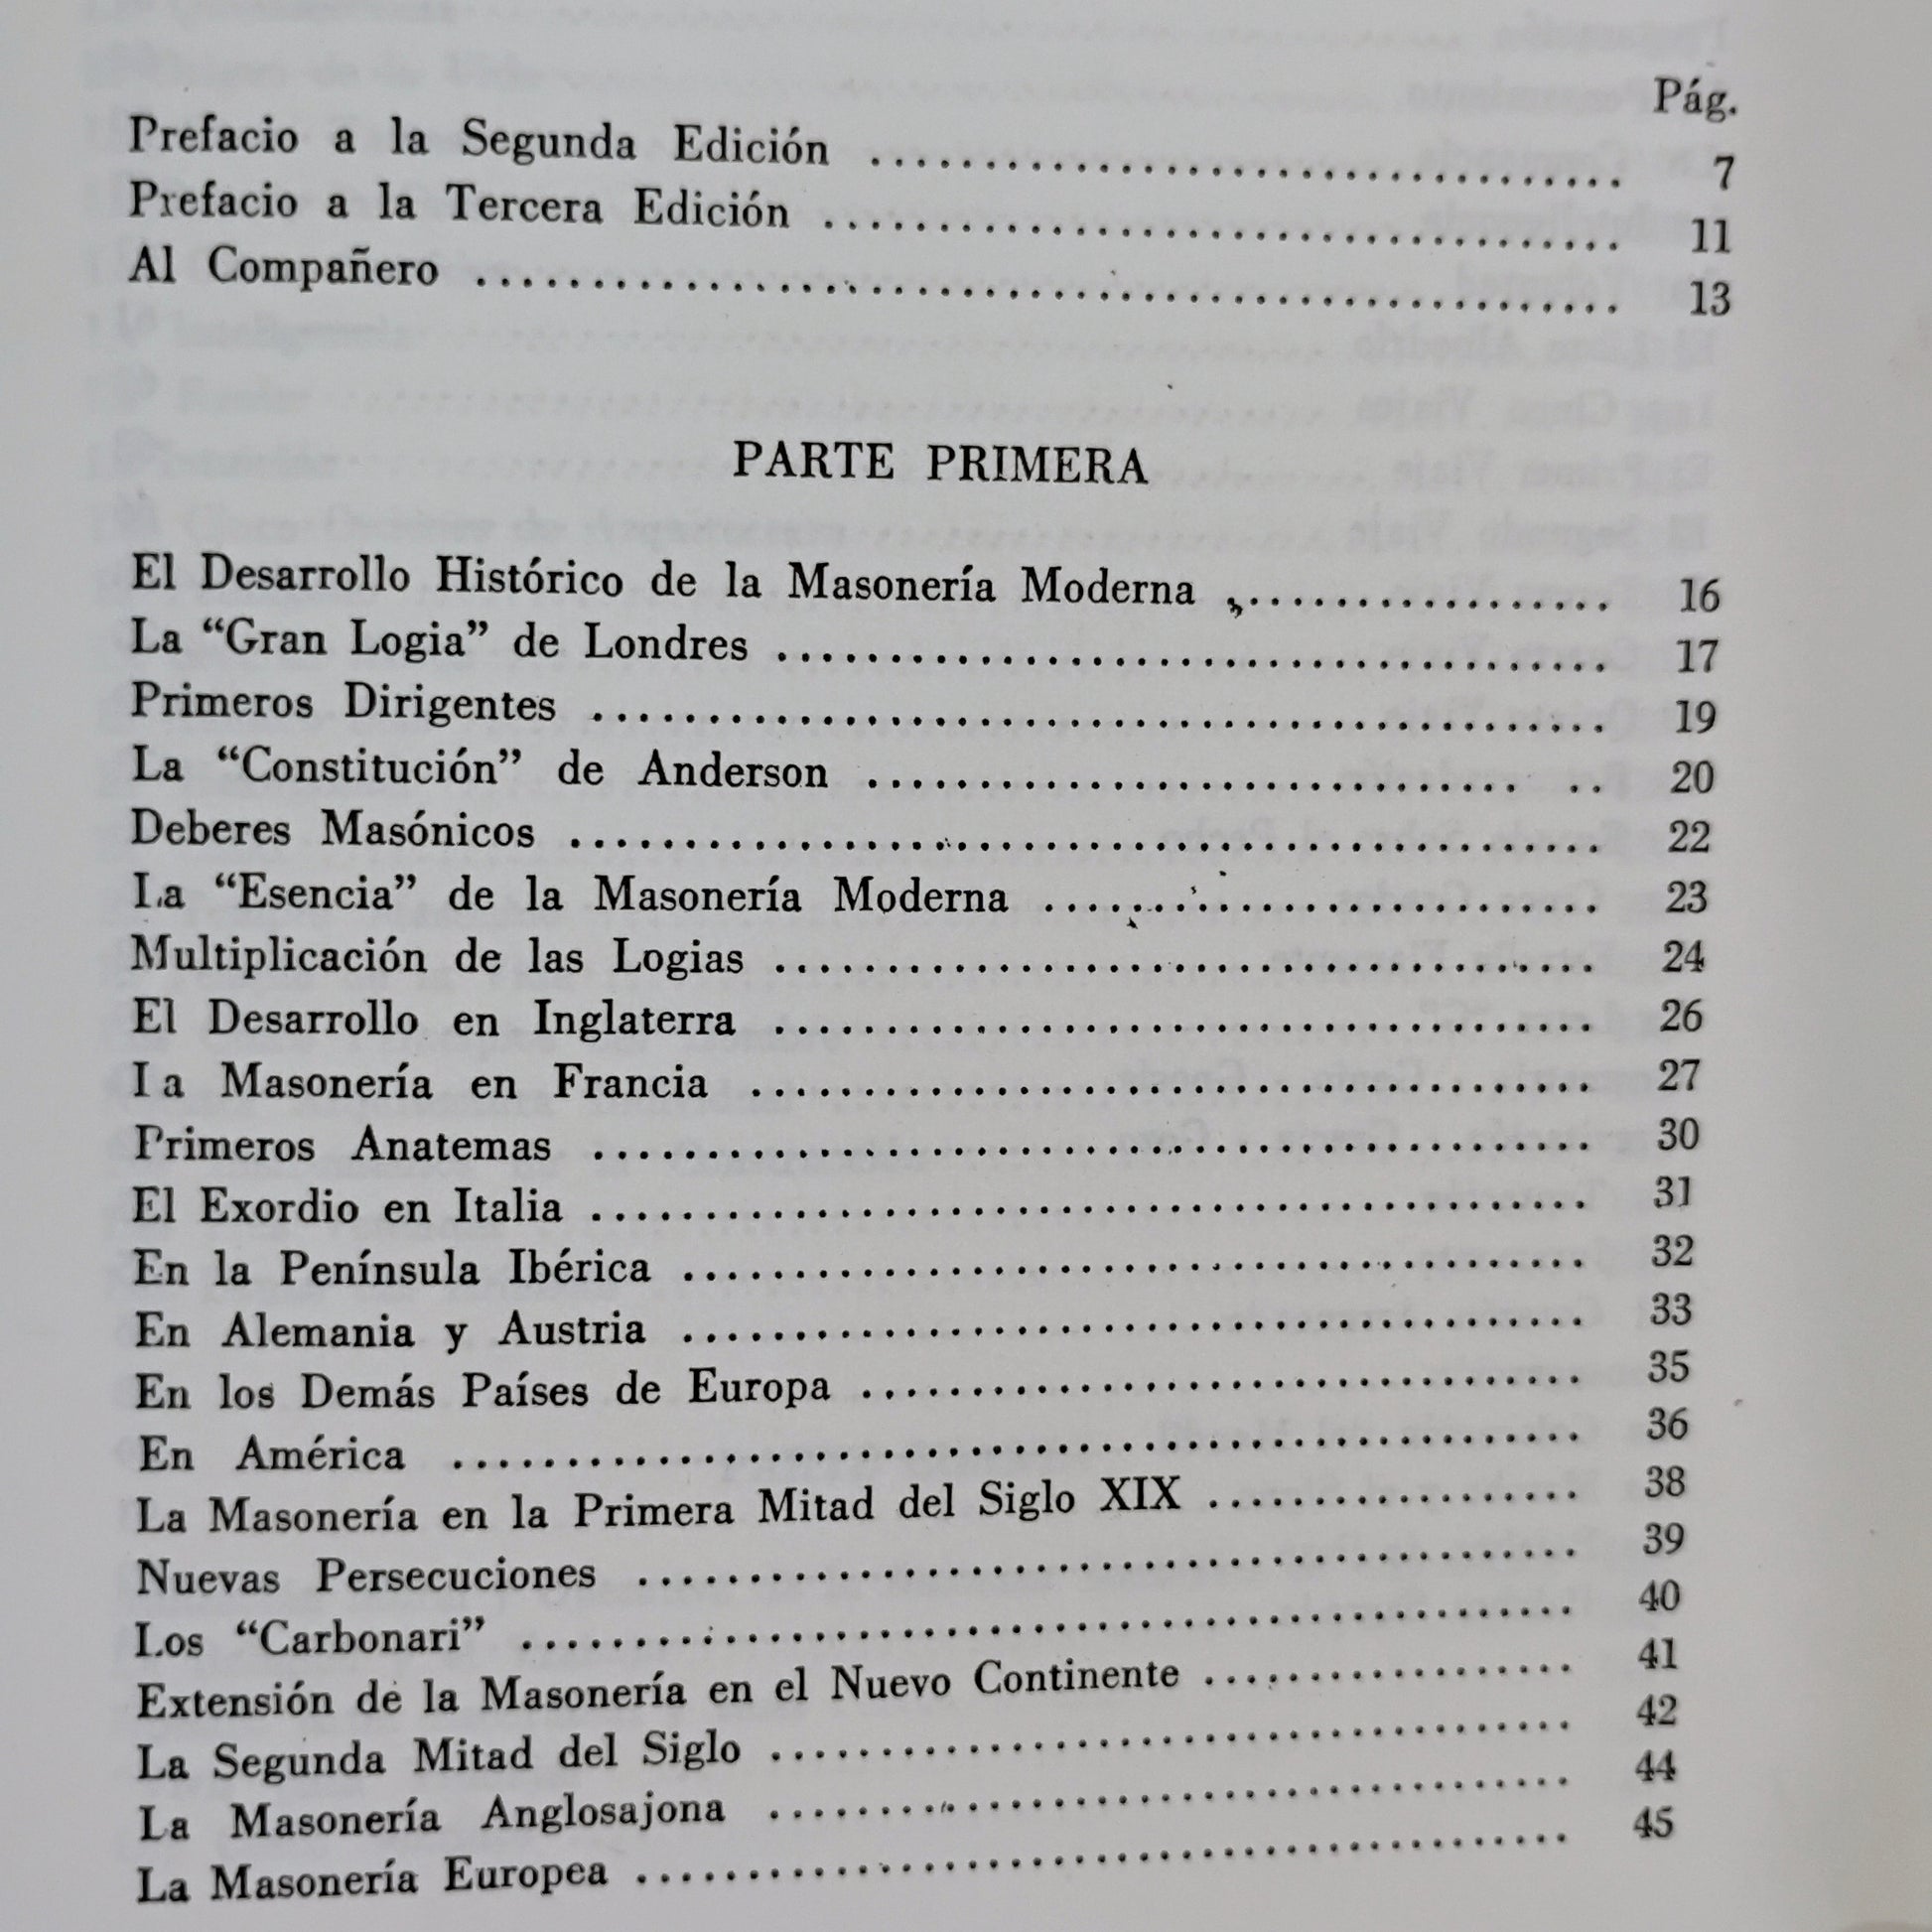 Pág.
Prefacio a la Segunda Edición ........................................ 7
Prefacio a la Tercera Edición ........................................ 11
Al Compañero ........................................ 13
PARTE PRIMERA
El Desarrollo Histórico de la Masonería Moderna .................. 16
La “Gran Logia” de Londres ........................................ 17
Primeros Dirigentes ........................................ 19
La “Constitución” de Anderson .............................. .. 20
Deberes Masónicos ........................................ 22
La “Esencia” de la Masonería Moderna ......................... 23
Multiplicación de las Logias ........................................ 24
El Desarrollo en Inglaterra ........................................ 26
La Masonería en Francia ........................................ 27
Primeros Anatemas ........................................ 30
El Exordio en Italia ........................................ 31
En la Península Ibérica ........................................ 32
En Alemania y Austria ........................................ 33
En los Demás Países de Europa .............................. 35
En América ........................................ 36
La Masonería en la Primera Mitad del Siglo XIX .................. 38
Nuevas Persecuciones ........................................ 39
Los “Carbonari” ........................................ 40
Extensión de la Masonería en el Nuevo Continente .................. 41
La Segunda Mitad del Siglo ........................................ 42
La Masonería Anglosajona ........................................ 44
La Masonería Europea ........................................ 45